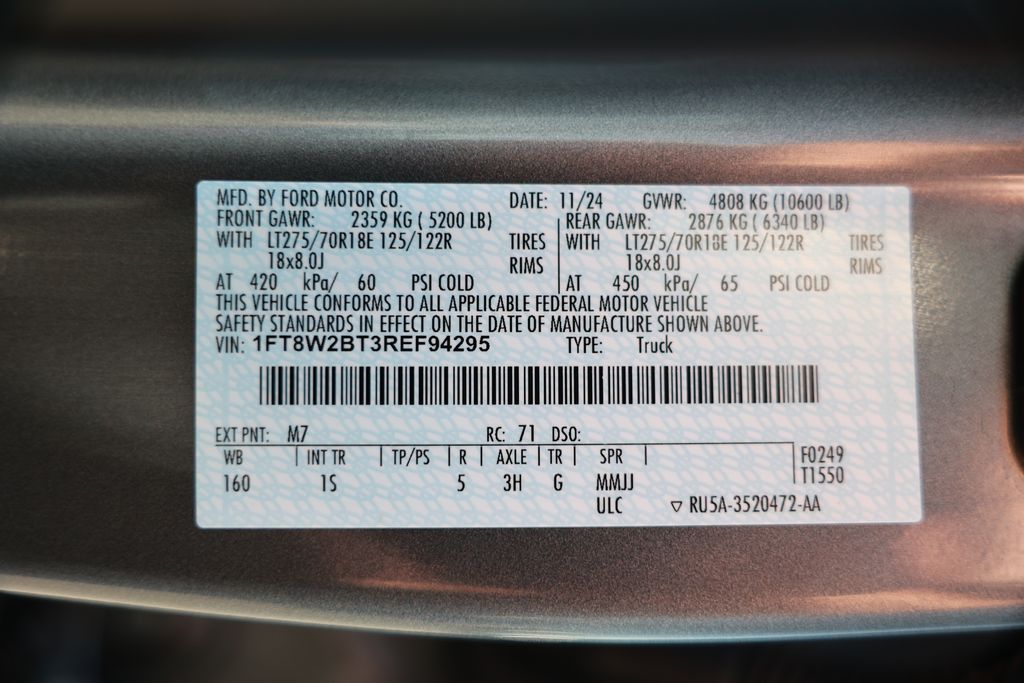 MFD. BY FORD MOTOR CO. DATE: 11/24 GVWR: 4808 KG (10600 LB)
FRONT GAWR: 2359 KG ( 5200 LB) REAR GAWR: 2876 KG ( 6340 LB)
WITH LT275/70R18E 125/122R TIRES WITH LT275/70R18E 125/122R TIRES
18x8.0J RIMS 18x8.0J RIMS
AT 420 kPa/ 60 PSI COLD AT 450 kPa/ 65 PSI COLD
THIS VEHICLE CONFORMS TO ALL APPLICABLE FEDERAL MOTOR VEHICLE
SAFETY STANDARDS IN EFFECT ON THE DATE OF MANUFACTURE SHOWN ABOVE.
VIN: 1FT8W2BT3REF94295 TYPE: Truck
EXT PNT: M7 RC: 71 DSO:
WB | INT TR | TP/PS | R | AXLE | TR | SPR | F0249
160 1S 5 3H G MMJJ T1550
ULC ▽ RU5A-3520472-AA